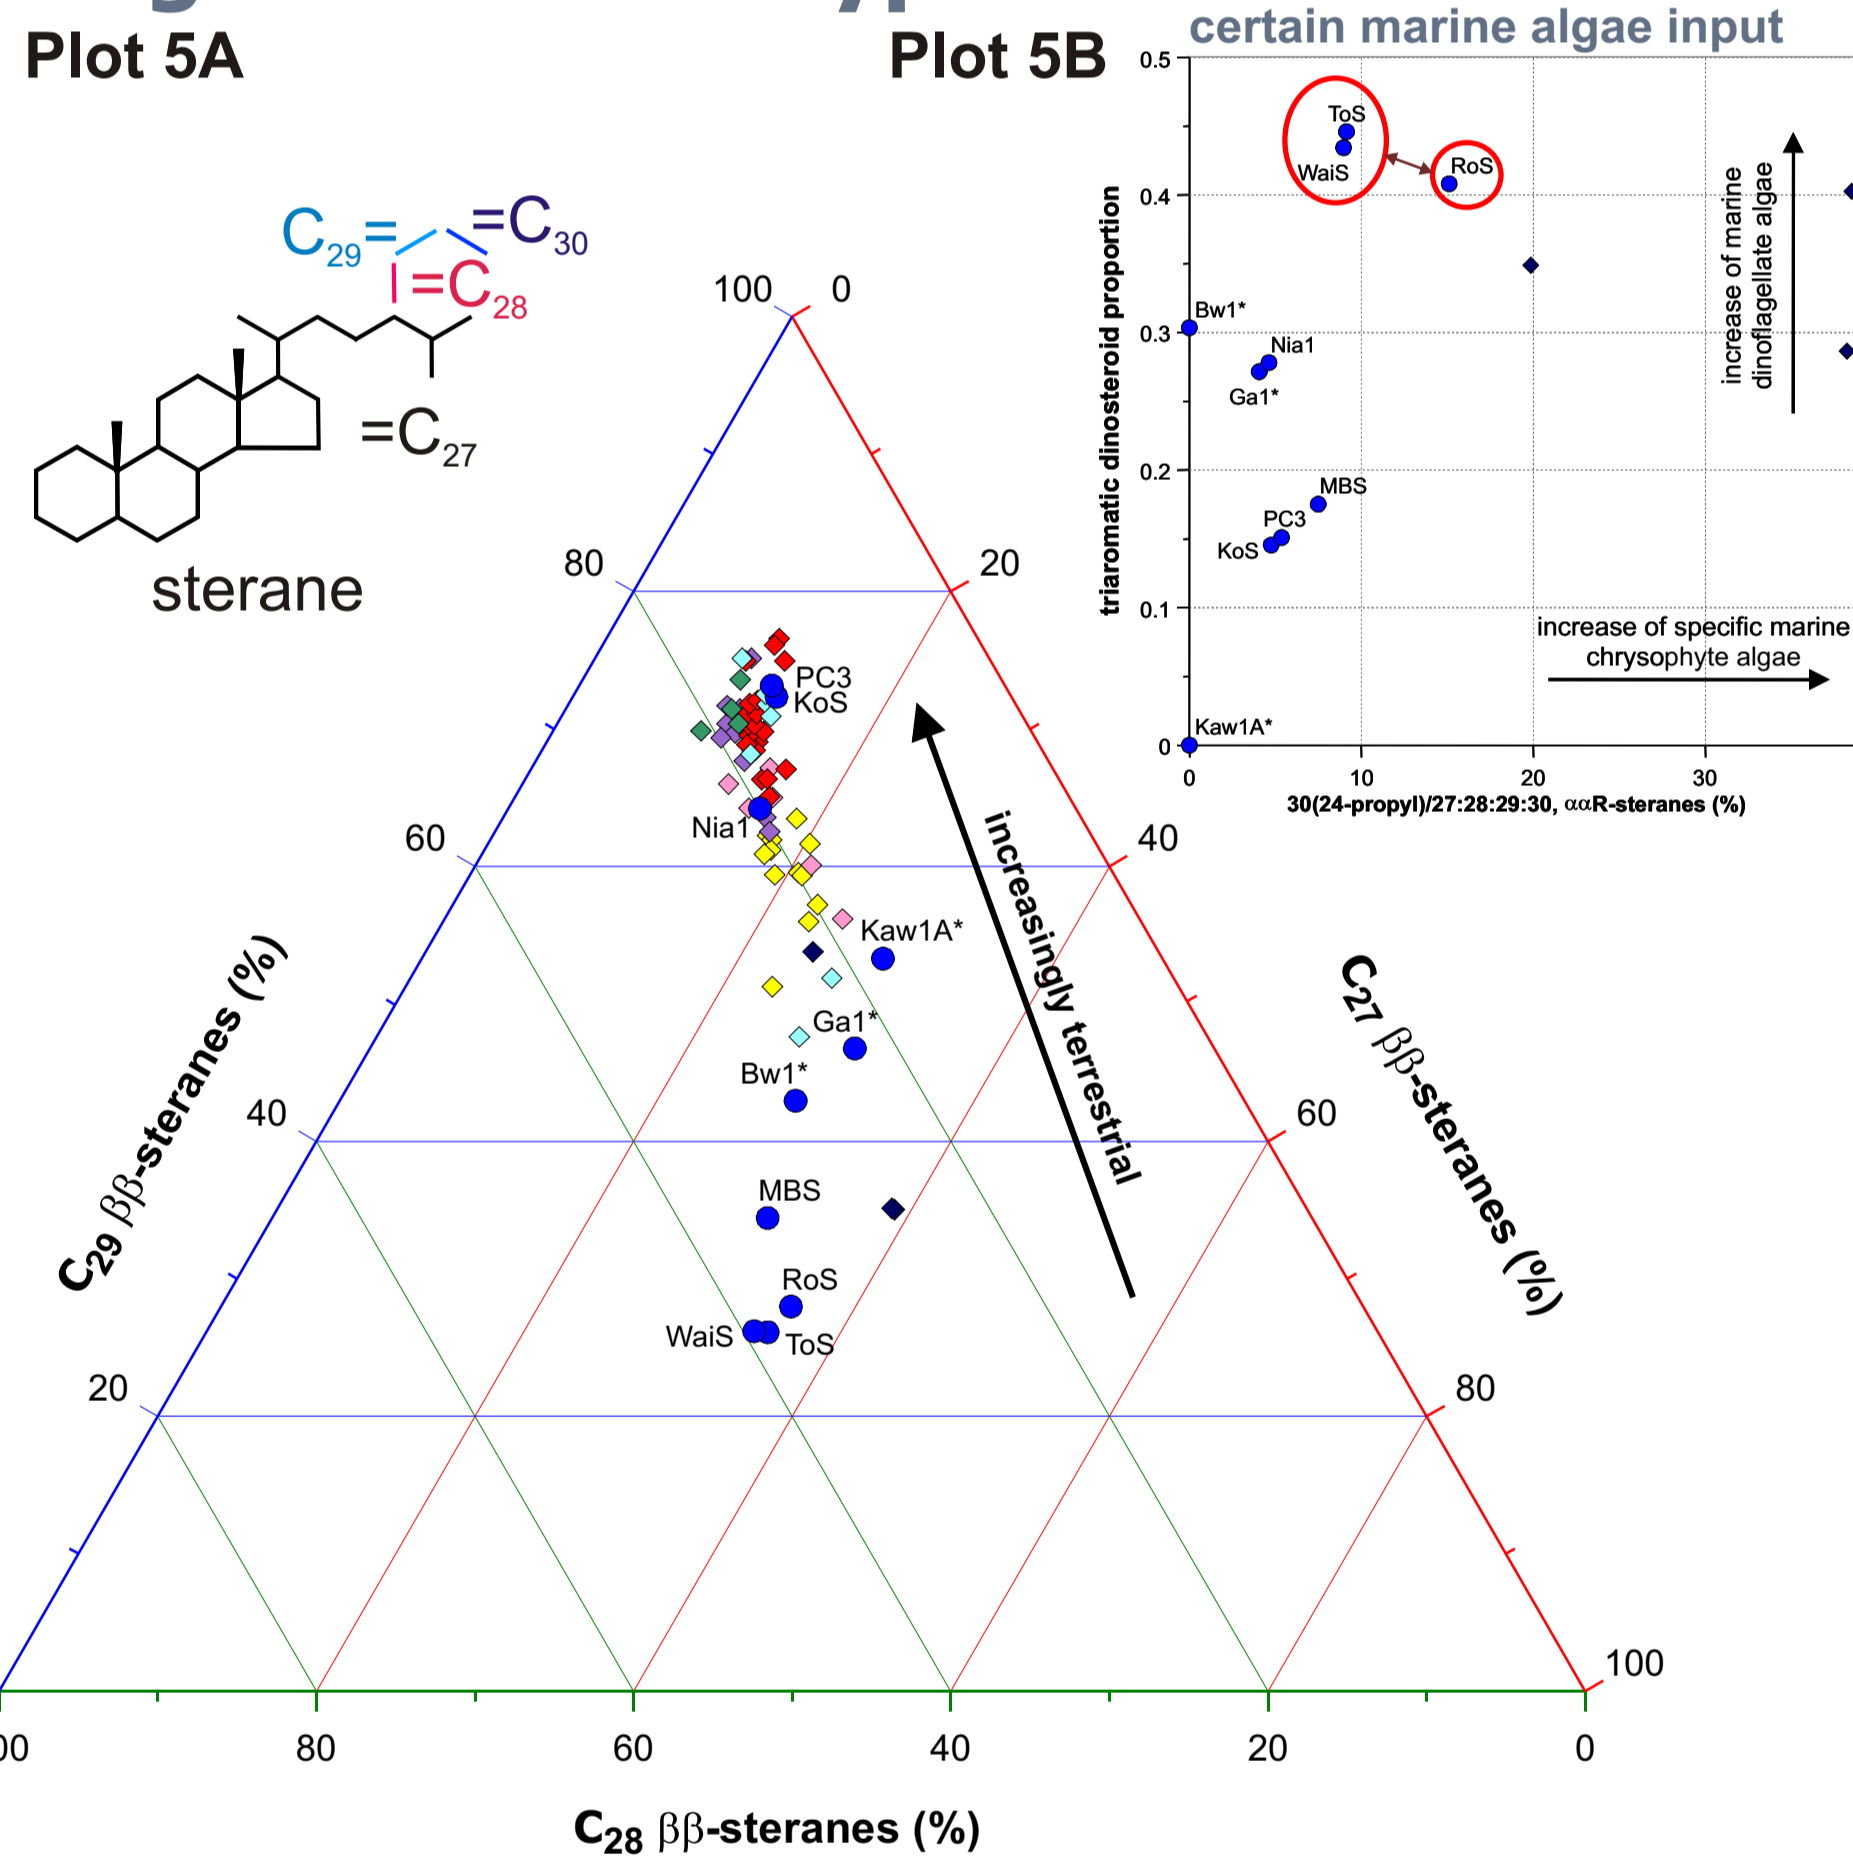 Plot 5A
Plot 5B
certain marine algae input
C29=
=C30
=C28
=C27
sterane
100
0
80
20
60
40
40
60
20
80
100
00
80
60
40
20
0
C29 ββ-steranes (%)
C27 ββ-steranes (%)
C28 ββ-steranes (%)
increasingly terrestrial
PC3
KoS
Nia1
Kaw1A*
Ga1*
Bw1*
MBS
RoS
WaiS
ToS
triaromatic dinosteroid proportion
0.5
0.4
0.3
0.2
0.1
0
ToS
WaiS
RoS
Bw1*
Nia1
Ga1*
MBS
PC3
KoS
Kaw1A*
increase of marine
dinoflagellate algae
increase of specific marine
chrysophyte algae
0
10
20
30
30(24-propyl)/27:28:29:30, ααR-steranes (%)